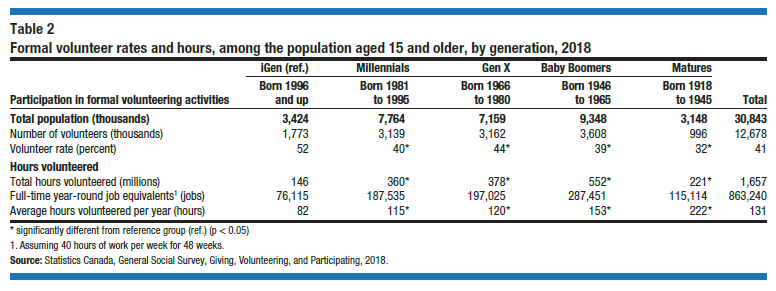 Table 2
Formal volunteer rates and hours, among the population aged 15 and older, by generation, 2018
iGen (ref.) Millennials Gen X Baby Boomers Matures
Born 1996 Born 1981 Born 1966 Born 1946 Born 1918
Participation in formal volunteering activities and up to 1995 to 1980 to 1965 to 1945 Total
Total population (thousands) 3,424 7,764 7,159 9,348 3,148 30,843
Number of volunteers (thousands) 1,773 3,139 3,162 3,608 996 12,678
Volunteer rate (percent) 52 40* 44* 39* 32* 41
Hours volunteered
Total hours volunteered (millions) 146 360* 378* 552* 221* 1,657
Full-time year-round job equivalents¹ (jobs) 76,115 187,535 197,025 287,451 115,114 863,240
Average hours volunteered per year (hours) 82 115* 120* 153* 222* 131
* significantly different from reference group (ref.) (p < 0.05)
1. Assuming 40 hours of work per week for 48 weeks.
Source: Statistics Canada, General Social Survey, Giving, Volunteering, and Participating, 2018.